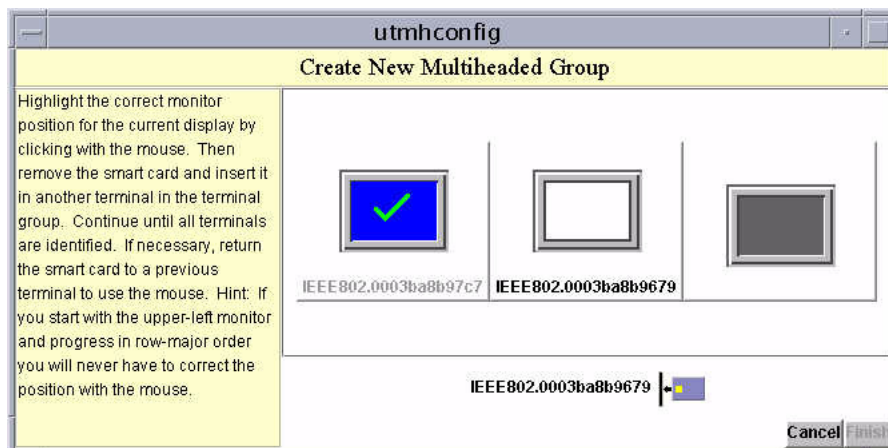 utmhconfig
Create New Multiheaded Group
Highlight the correct monitor
position for the current display by
clicking with the mouse. Then
remove the smart card and insert it
in another terminal in the terminal
group. Continue until all terminals
are identified. If necessary, return
the smart card to a previous
terminal to use the mouse. Hint: If
you start with the upper-left monitor
and progress in row-major order
you will never have to correct the
position with the mouse.
IEEE802.0003ba8b97c7
IEEE802.0003ba8b9679
IEEE802.0003ba8b9679
Cancel
Finish